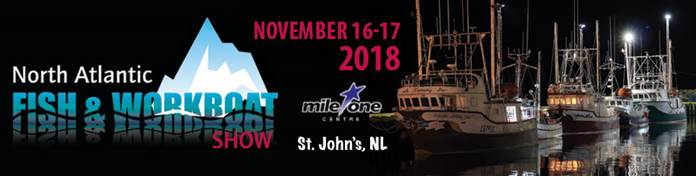 North Atlantic
FISH & WORKBOAT
SHOW
NOVEMBER 16-17
2018
mile one
CENTRE
St. John's, NL